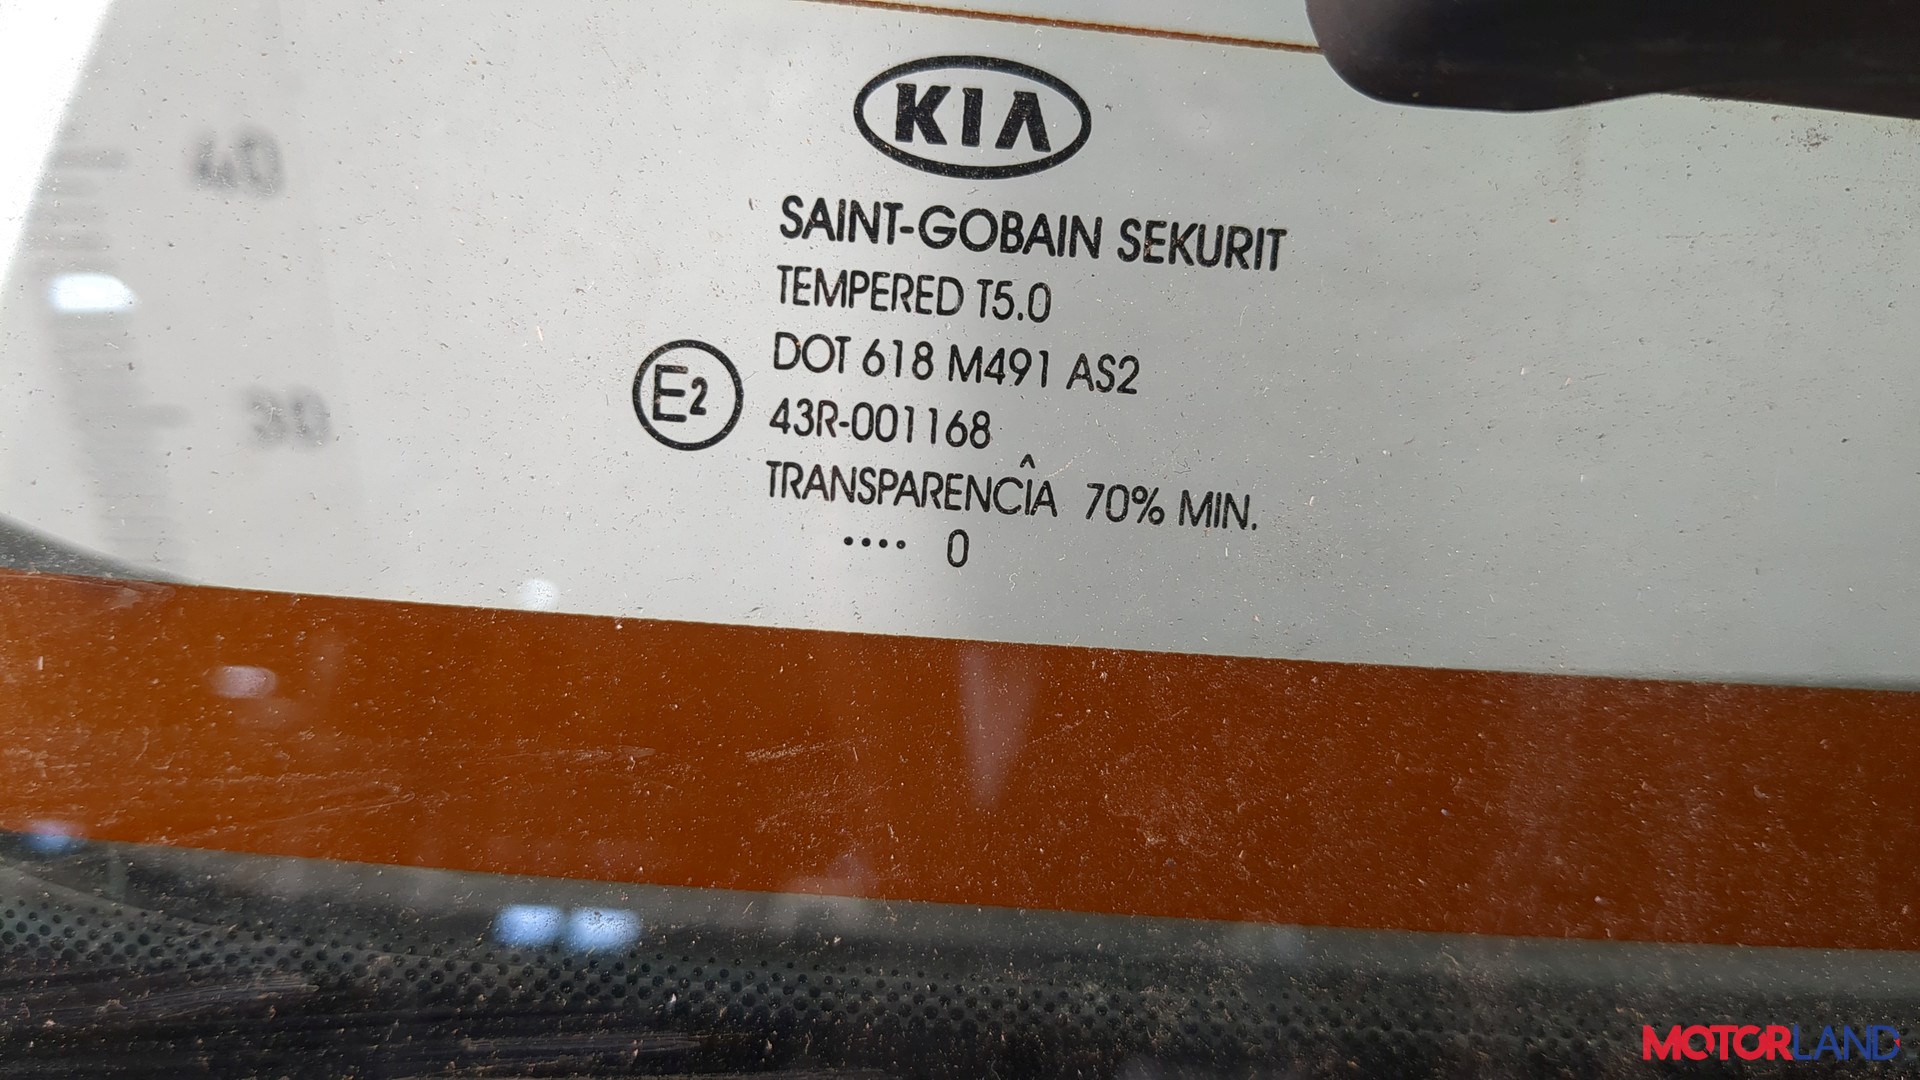 KIA
SAINT-GOBAIN SEKURIT
TEMPERED T5.0
DOT 618 M491 AS2
E2
43R-001168
TRANSPARENCÎA 70% MIN.
.... 0
MOTORLAND